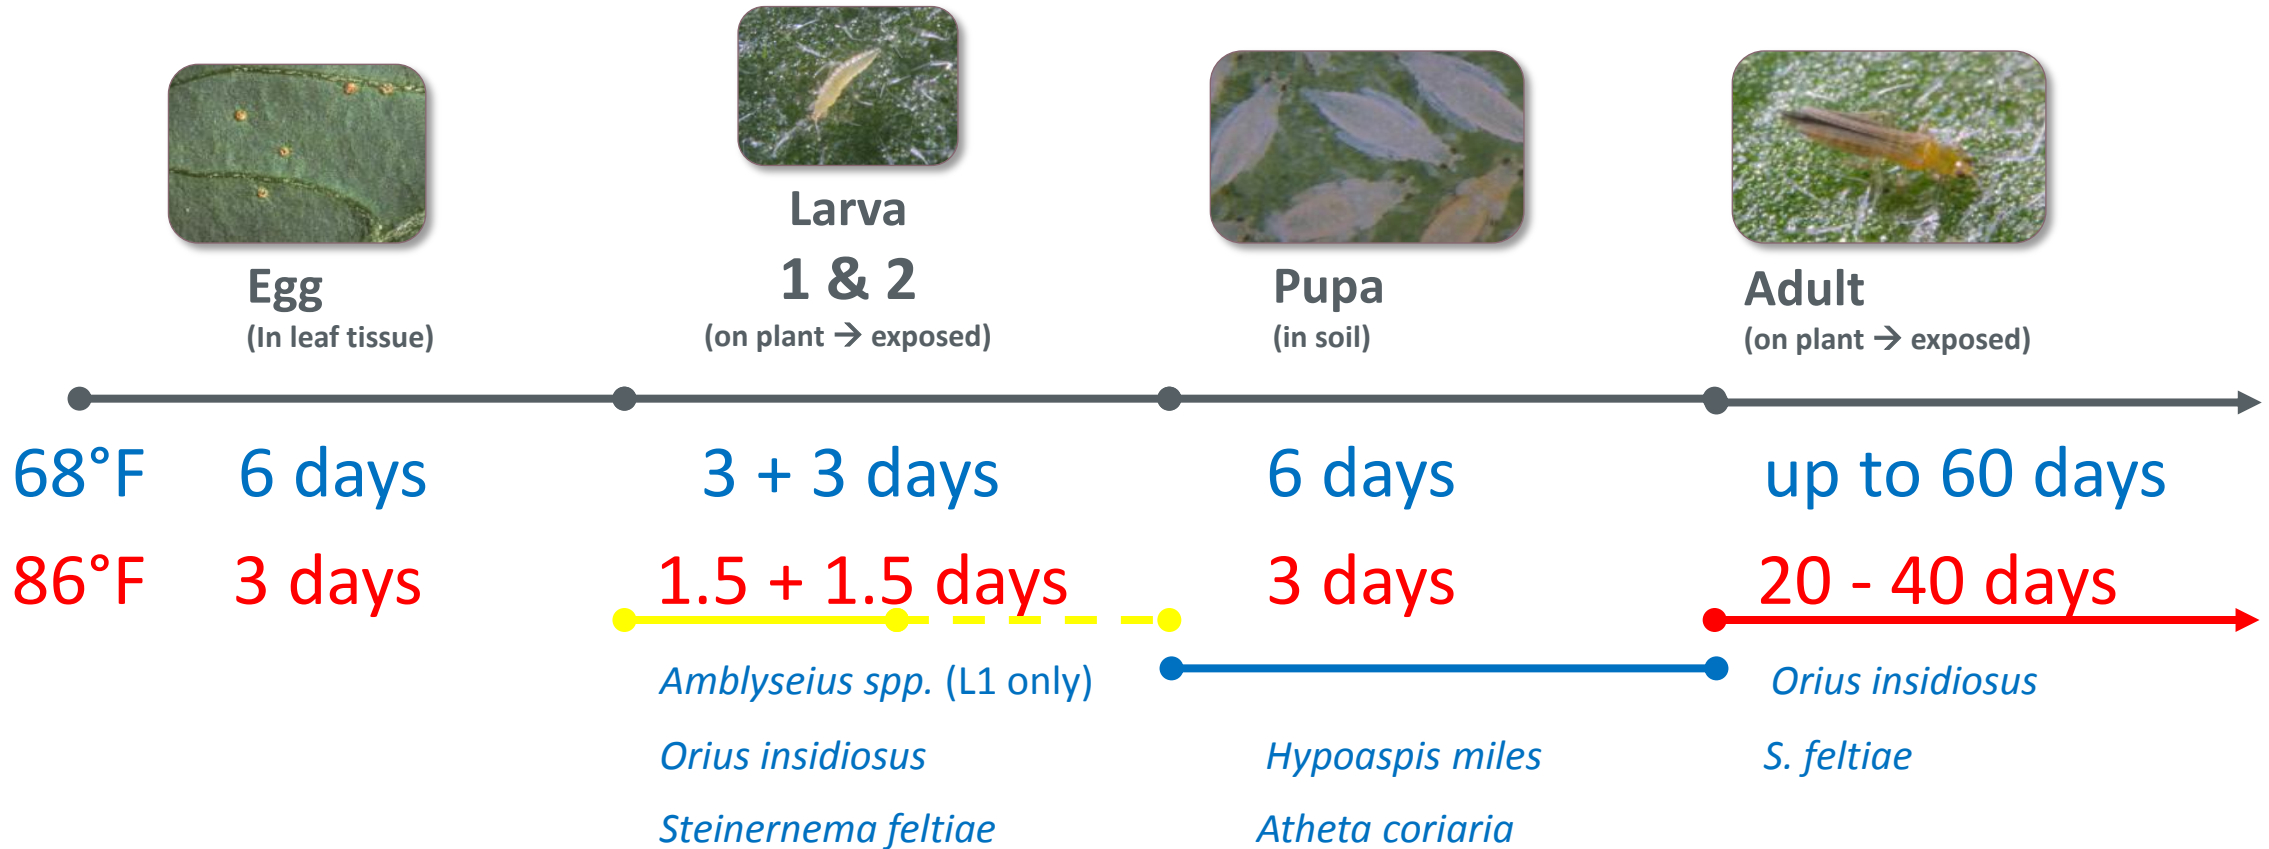 Egg
(In leaf tissue)
Larva
1 & 2
(on plant → exposed)
Pupa
(in soil)
Adult
(on plant → exposed)
68°F 6 days 3 + 3 days 6 days up to 60 days
86°F 3 days 1.5 + 1.5 days 3 days 20 - 40 days
Amblyseius spp. (L1 only)
Orius insidiosus
Steinernema feltiae
Hypoaspis miles
Atheta coriaria
Orius insidiosus
S. feltiae